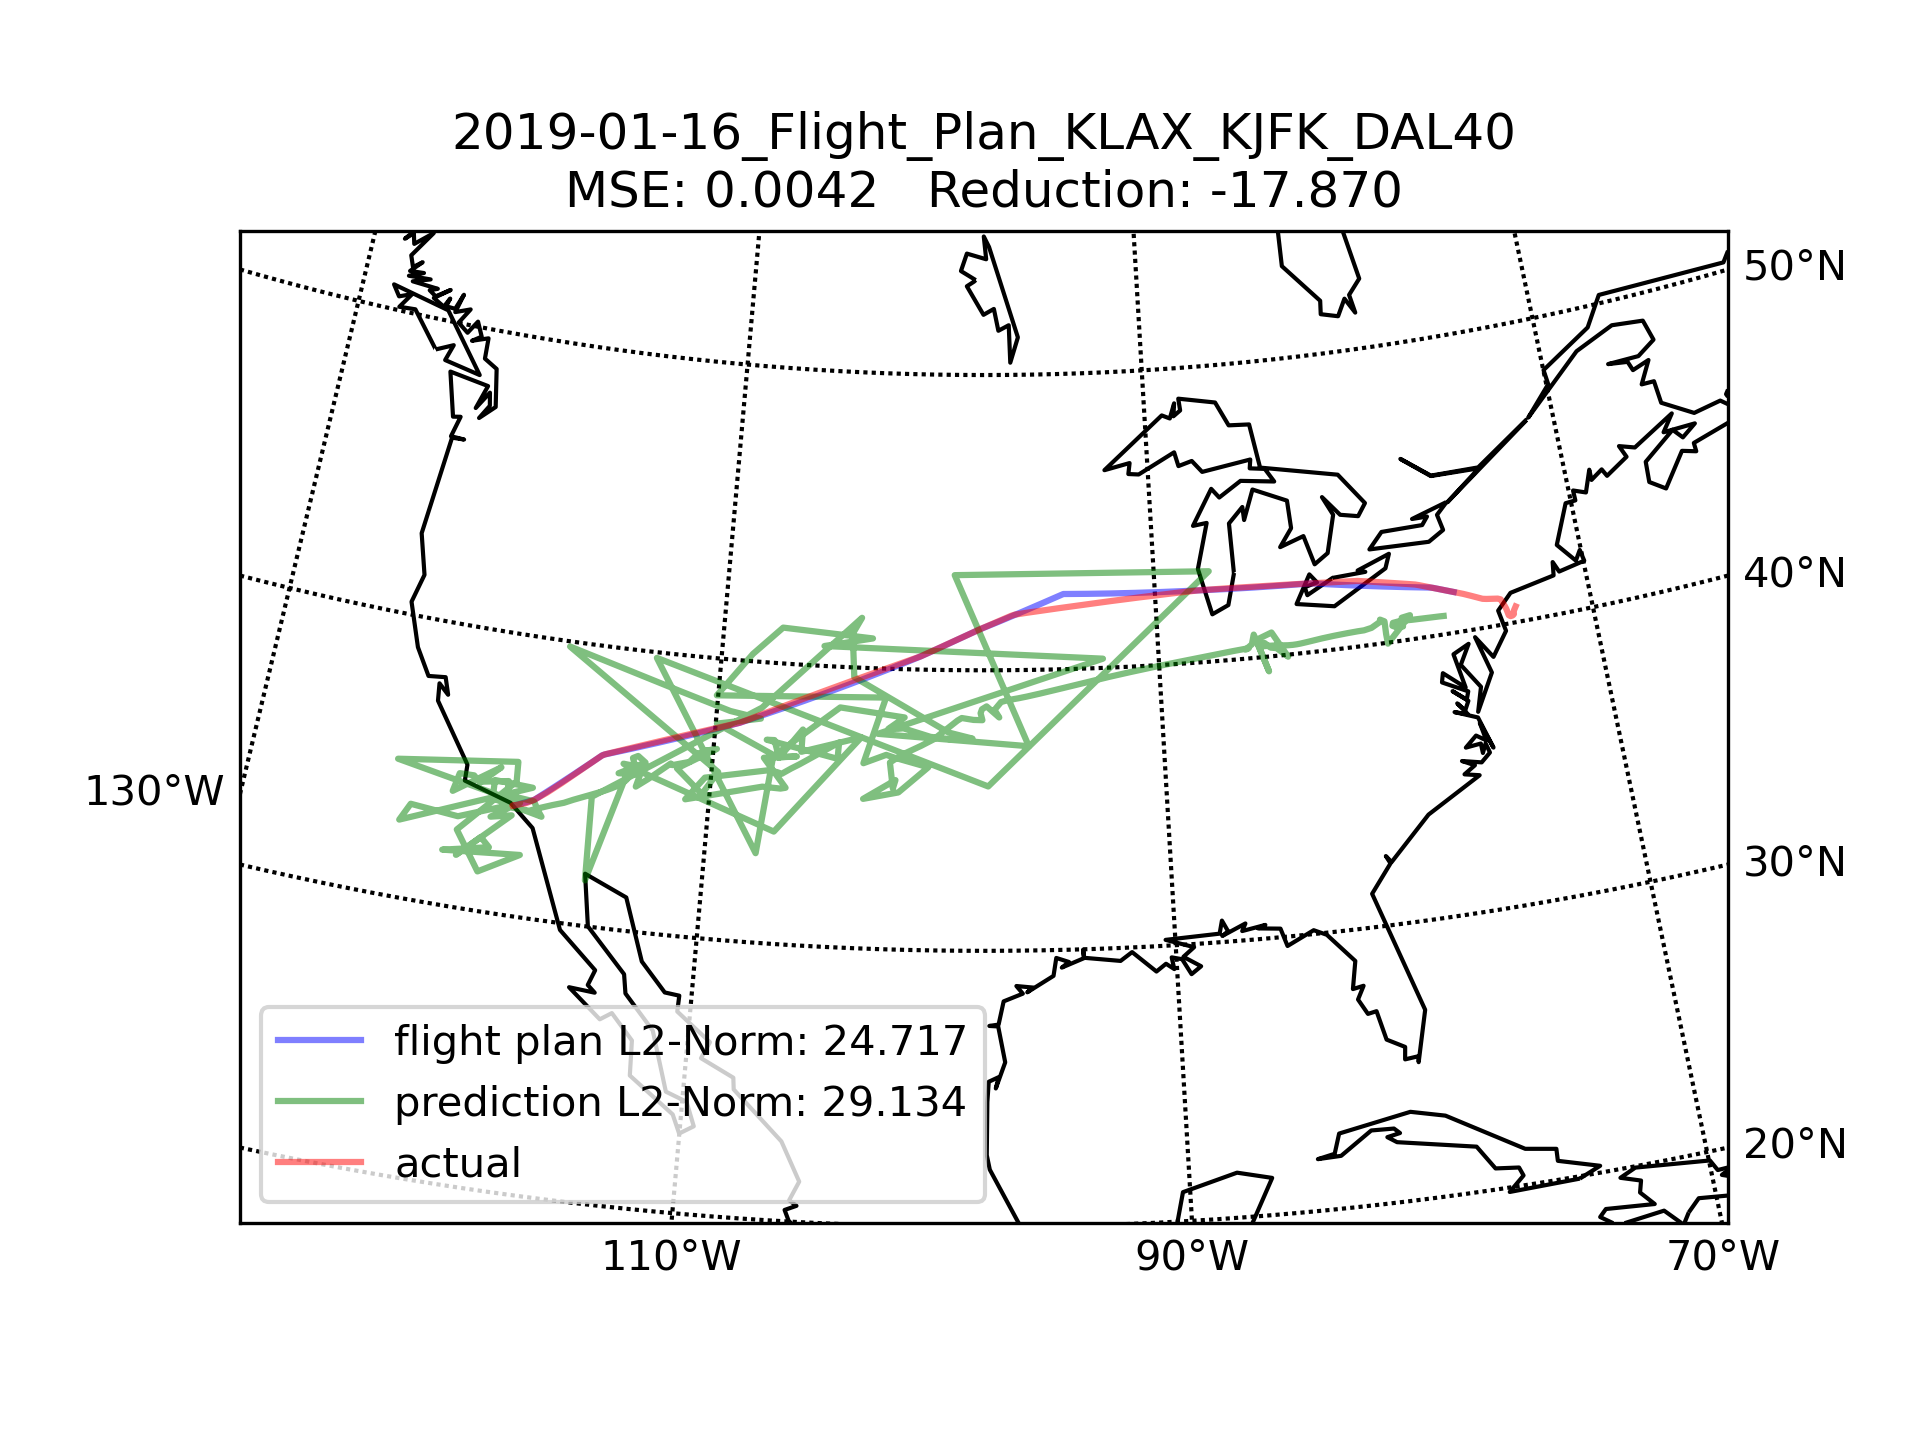 2019-01-16_Flight_Plan_KLAX_KJFK_DAL40
MSE: 0.0042   Reduction: -17.870
50°N
40°N
130°W
30°N
flight plan L2-Norm: 24.717
prediction L2-Norm: 29.134
actual
20°N
110°W
90°W
70°W